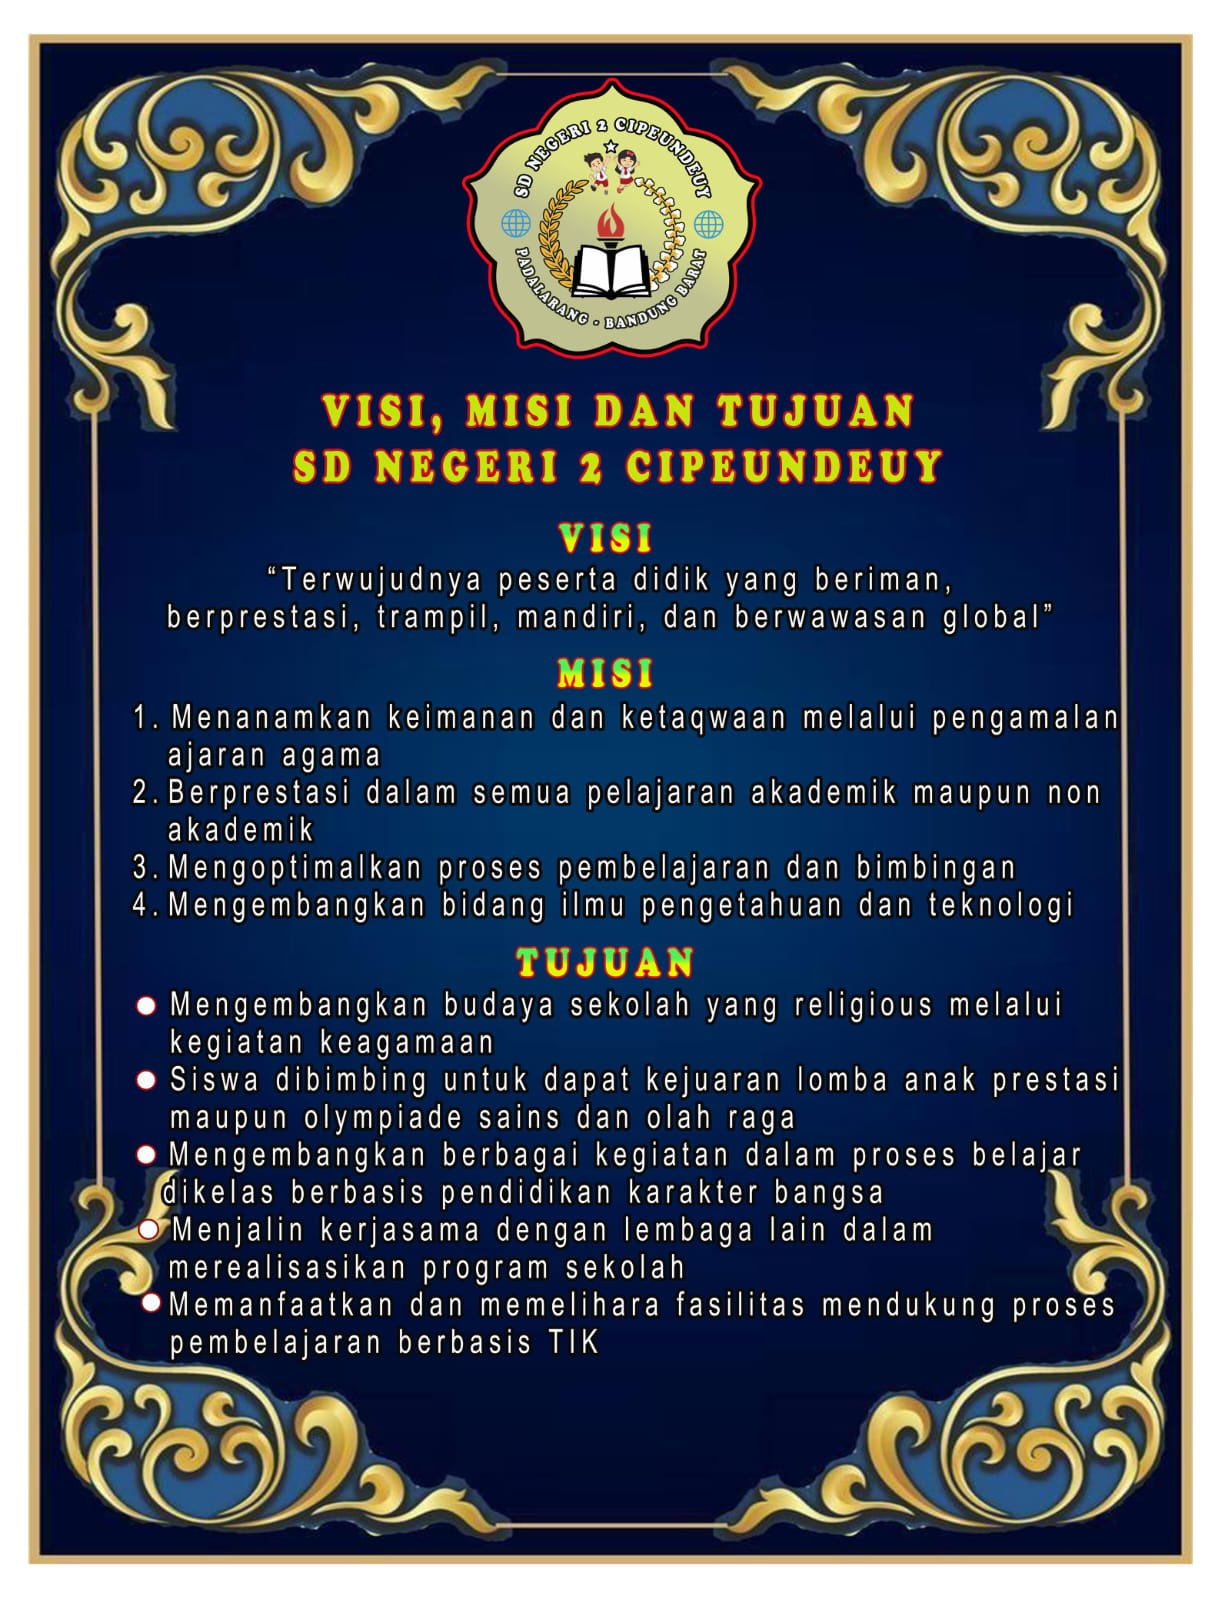 SD NEGERI 2 CIPEUNDEUY
PADALARANG - BANDUNG BARAT
VISI, MISI DAN TUJUAN
SD NEGERI 2 CIPEUNDEUY
VISI
“Terwujudnya peserta didik yang beriman,
berprestasi, trampil, mandiri, dan berwawasan global”
MISI
1. Menanamkan keimanan dan ketaqwaan melalui pengamalan
ajaran agama
2. Berprestasi dalam semua pelajaran akademik maupun non
akademik
3. Mengoptimalkan proses pembelajaran dan bimbingan
4. Mengembangkan bidang ilmu pengetahuan dan teknologi
TUJUAN
● Mengembangkan budaya sekolah yang religious melalui
kegiatan keagamaan
● Siswa dibimbing untuk dapat kejuaran lomba anak prestasi
maupun olympiade sains dan olah raga
● Mengembangkan berbagai kegiatan dalam proses belajar
dikelas berbasis pendidikan karakter bangsa
● Menjalin kerjasama dengan lembaga lain dalam
merealisasikan program sekolah
● Memanfaatkan dan memelihara fasilitas mendukung proses
pembelajaran berbasis TIK